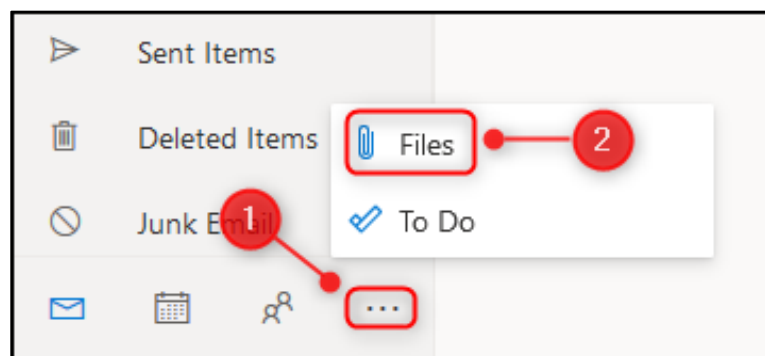 Sent Items
Deleted Items
Files
2
Junk Email
1
To Do
...